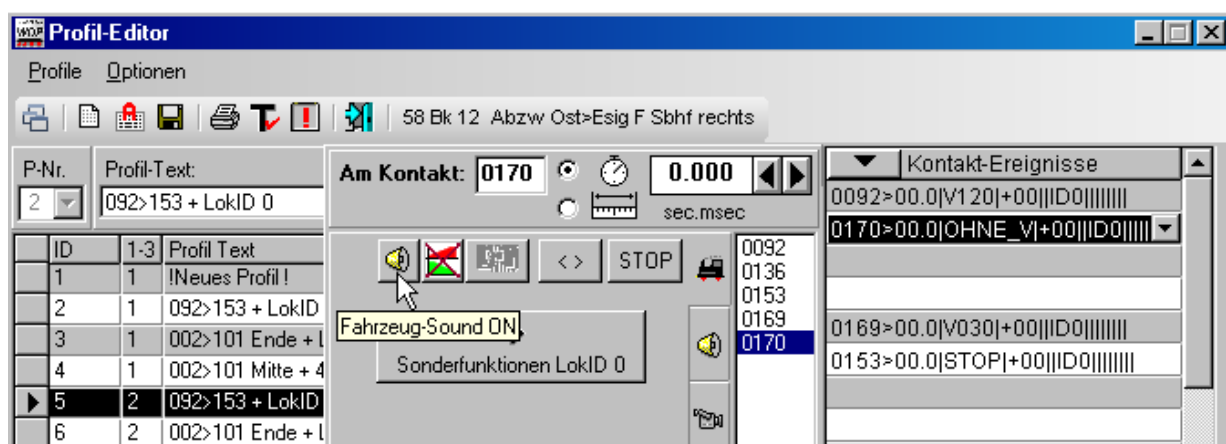 Profil-Editor
Profile Optionen
58 Bk 12 Abzw Ost>Esig F Sbhf rechts
P-Nr. Profil-Text:
2 092>153 + LokID 0
Am Kontakt: 0170 0.000
sec.msec
Kontakt-Ereignisse
0092>00.0|V120|+00||ID0||||||||
0170>00.0|OHNE_V|+00||ID0|||||
0169>00.0|V030|+00||ID0||||||||
0153>00.0|STOP|+00||ID0||||||||
ID 1-3 Profil Text
1 1 !Neues Profil !
2 1 092>153 + LokID
3 1 002>101 Ende + L
4 1 002>101 Mitte + 4
5 2 092>153 + LokID
6 2 002>101 Ende + L
<> STOP
Fahrzeug-Sound ON
Sonderfunktionen LokID 0
0092
0136
0153
0169
0170